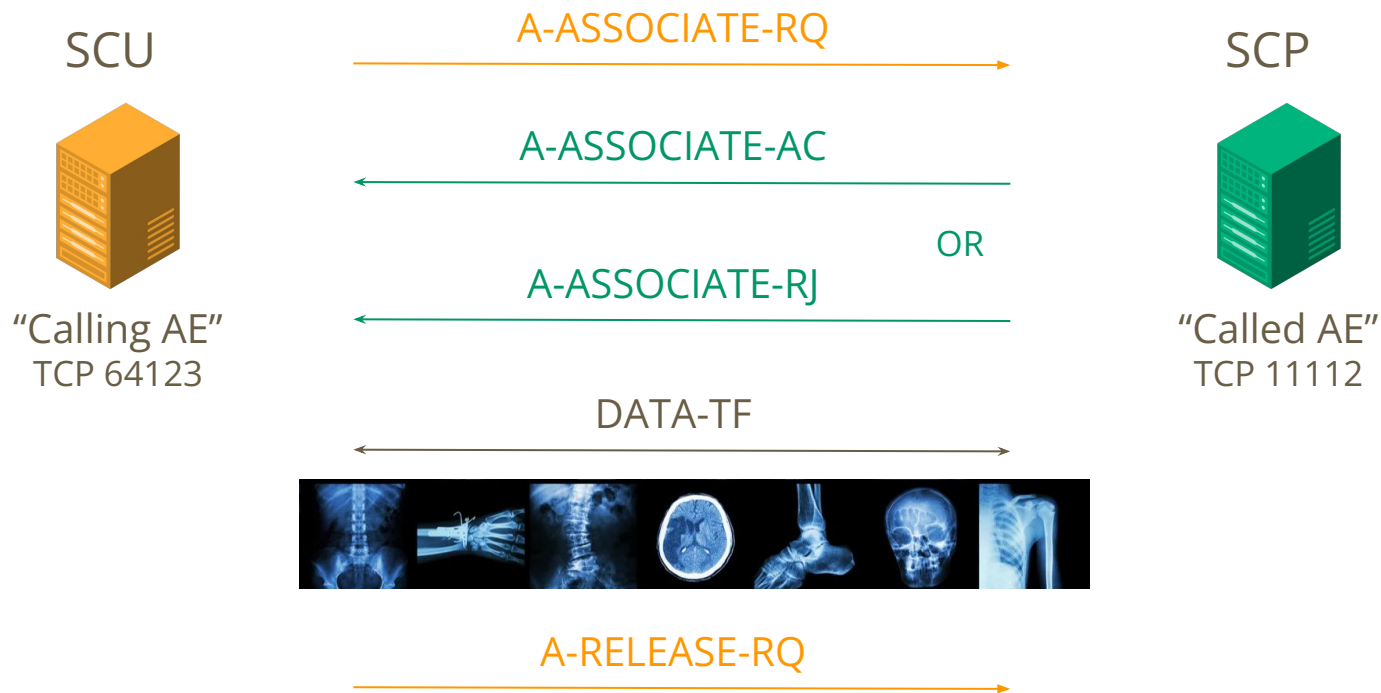 A-ASSOCIATE-RQ
SCU
SCP
A-ASSOCIATE-AC
OR
A-ASSOCIATE-RJ
“Calling AE”
TCP 64123
“Called AE”
TCP 11112
DATA-TF
A-RELEASE-RQ